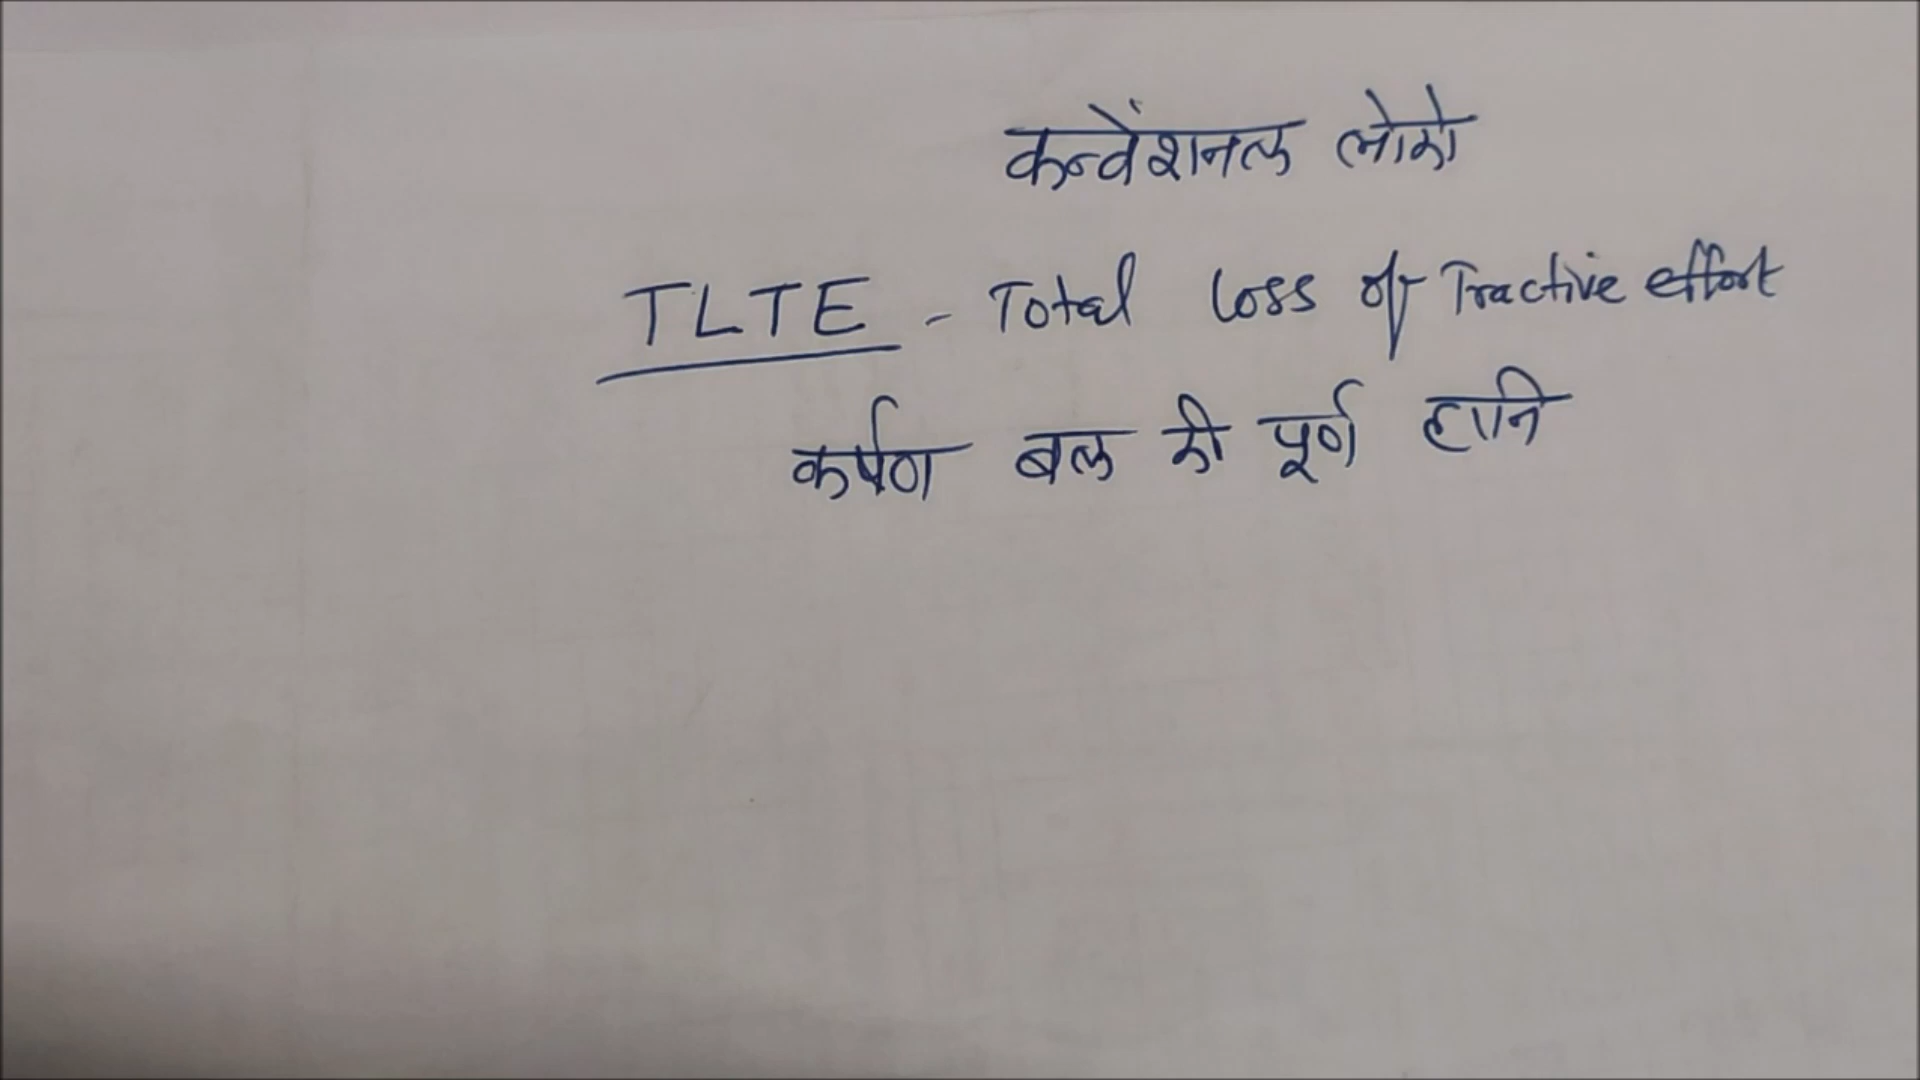 कन्वेंशनल लोको
TLTE - Total Loss of Tractive effort
कर्षण बल की पूर्ण हानि